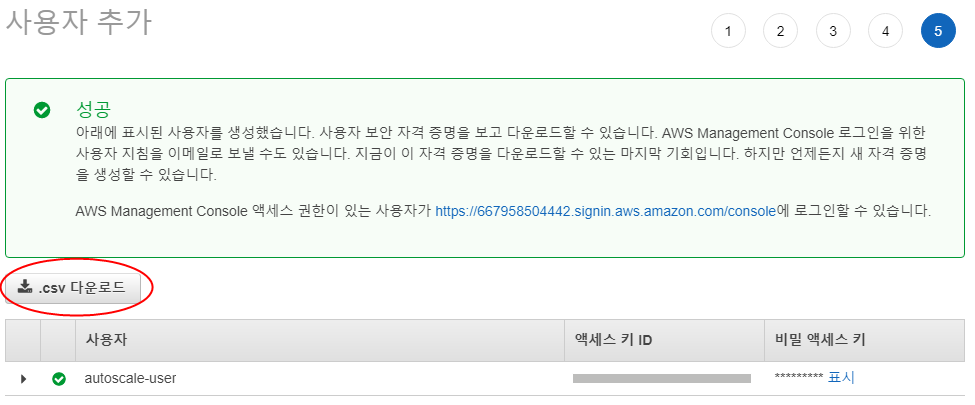 사용자 추가
1 2 3 4 5
성공
아래에 표시된 사용자를 생성했습니다. 사용자 보안 자격 증명을 보고 다운로드할 수 있습니다. AWS Management Console 로그인을 위한
사용자 지침을 이메일로 보낼 수도 있습니다. 지금이 이 자격 증명을 다운로드할 수 있는 마지막 기회입니다. 하지만 언제든지 새 자격 증명
을 생성할 수 있습니다.
AWS Management Console 액세스 권한이 있는 사용자가 https://667958504442.signin.aws.amazon.com/console에 로그인할 수 있습니다.
.csv 다운로드
사용자 액세스 키 ID 비밀 액세스 키
autoscale-user ********* 표시